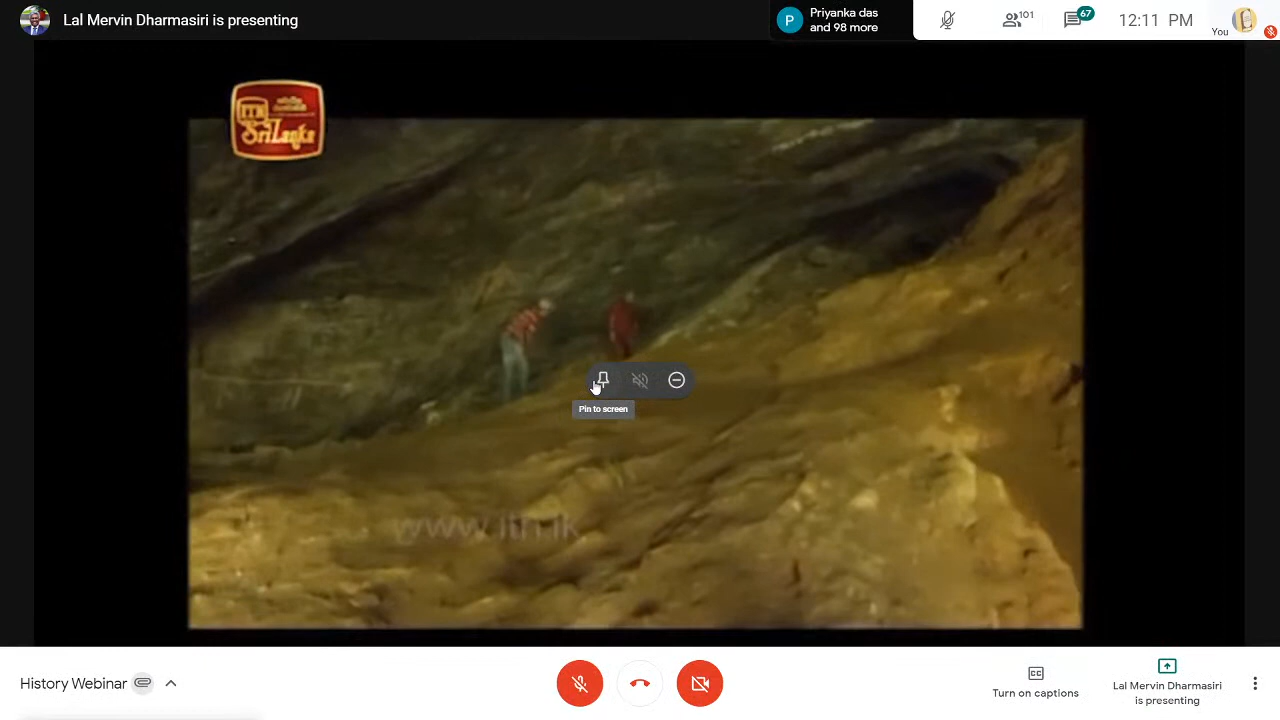 Lal Mervin Dharmasiri is presenting
P
Priyanka das
and 98 more
101
67
12:11 PM
You
ITN
Sri Lanka
Pin to screen
www.itn.lk
History Webinar
CC
Turn on captions
Lal Mervin Dharmasiri
is presenting